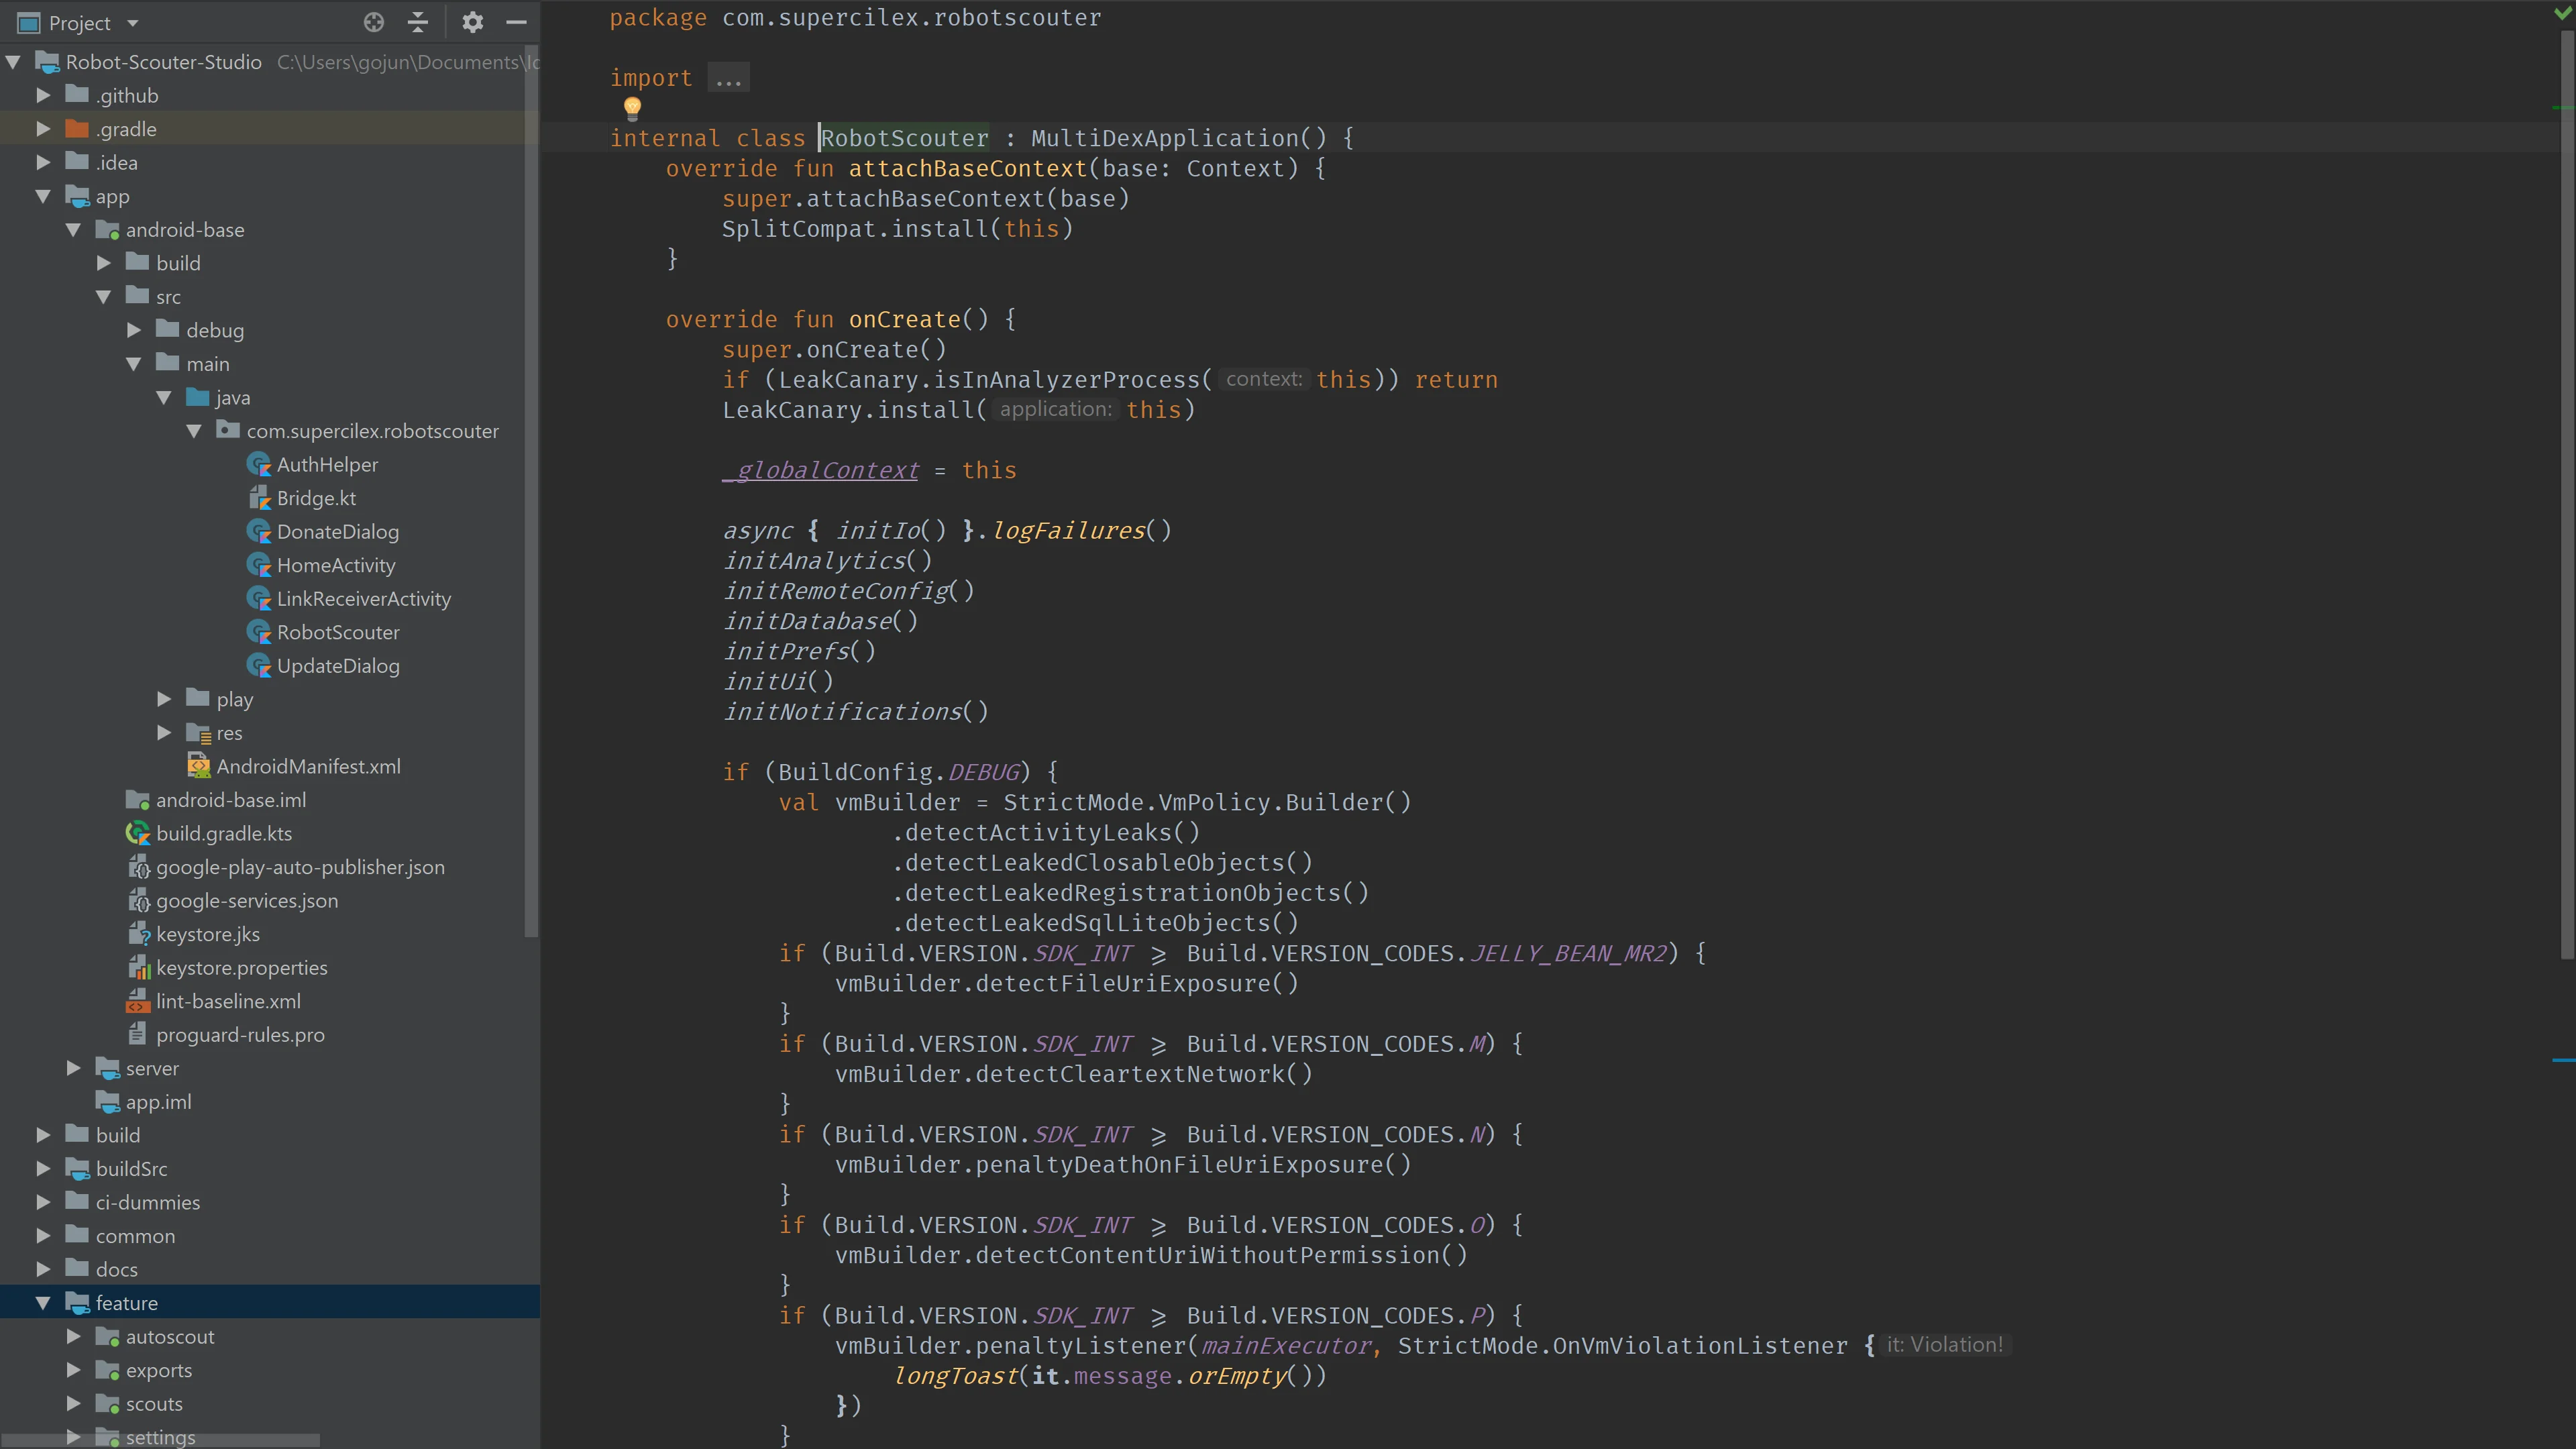 Project
Robot-Scouter-Studio C:\Users\gojun\Documents\Id
.github
.gradle
.idea
app
android-base
build
src
debug
main
java
com.supercilex.robotscouter
AuthHelper
Bridge.kt
DonateDialog
HomeActivity
LinkReceiverActivity
RobotScouter
UpdateDialog
play
res
AndroidManifest.xml
android-base.iml
build.gradle.kts
google-play-auto-publisher.json
google-services.json
keystore.jks
keystore.properties
lint-baseline.xml
proguard-rules.pro
server
app.iml
build
buildSrc
ci-dummies
common
docs
feature
autoscout
exports
scouts
settings
package com.supercilex.robotscouter
import ...
internal class RobotScouter : MultiDexApplication() {
override fun attachBaseContext(base: Context) {
super.attachBaseContext(base)
SplitCompat.install(this)
}
override fun onCreate() {
super.onCreate()
if (LeakCanary.isInAnalyzerProcess( context: this)) return
LeakCanary.install( application: this)
_globalContext = this
async { initIo() }.logFailures()
initAnalytics()
initRemoteConfig()
initDatabase()
initPrefs()
initUi()
initNotifications()
if (BuildConfig.DEBUG) {
val vmBuilder = StrictMode.VmPolicy.Builder()
.detectActivityLeaks()
.detectLeakedClosableObjects()
.detectLeakedRegistrationObjects()
.detectLeakedSqlLiteObjects()
if (Build.VERSION.SDK_INT ⩾ Build.VERSION_CODES.JELLY_BEAN_MR2) {
vmBuilder.detectFileUriExposure()
}
if (Build.VERSION.SDK_INT ⩾ Build.VERSION_CODES.M) {
vmBuilder.detectCleartextNetwork()
}
if (Build.VERSION.SDK_INT ⩾ Build.VERSION_CODES.N) {
vmBuilder.penaltyDeathOnFileUriExposure()
}
if (Build.VERSION.SDK_INT ⩾ Build.VERSION_CODES.O) {
vmBuilder.detectContentUriWithoutPermission()
}
if (Build.VERSION.SDK_INT ⩾ Build.VERSION_CODES.P) {
vmBuilder.penaltyListener(mainExecutor, StrictMode.OnVmViolationListener { it: Violation!
longToast(it.message.orEmpty())
})
}